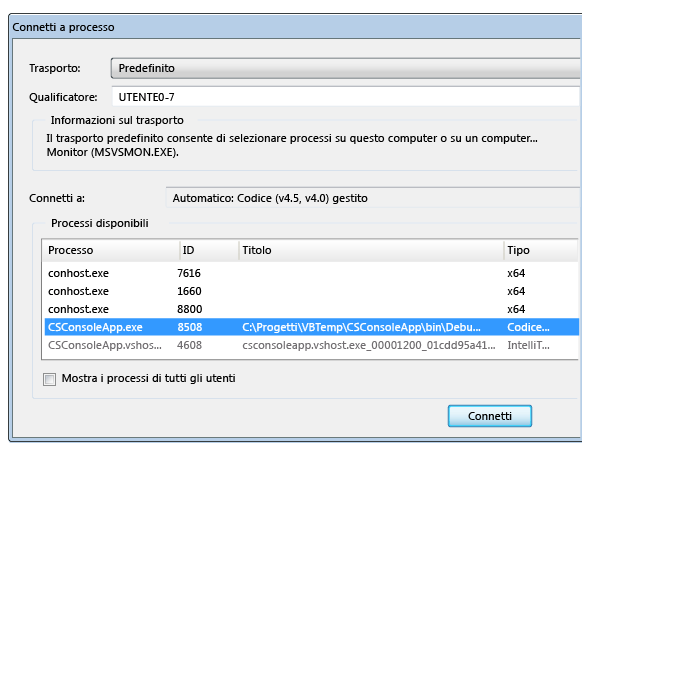 Connetti a processo
Trasporto: Predefinito
Qualificatore: UTENTE0-7
Informazioni sul trasporto
Il trasporto predefinito consente di selezionare processi su questo computer o su un computer...
Monitor (MSVSMON.EXE).
Connetti a: Automatico: Codice (v4.5, v4.0) gestito
Processi disponibili
Processo ID Titolo Tipo
conhost.exe 7616 x64
conhost.exe 1660 x64
conhost.exe 8800 x64
CSConsoleApp.exe 8508 C:\Progetti\VBTemp\CSConsoleApp\bin\Debu... Codice...
CSConsoleApp.vshos... 4608 csconsoleapp.vshost.exe_00001200_01cdd95a41... IntelliT...
Mostra i processi di tutti gli utenti
Connetti